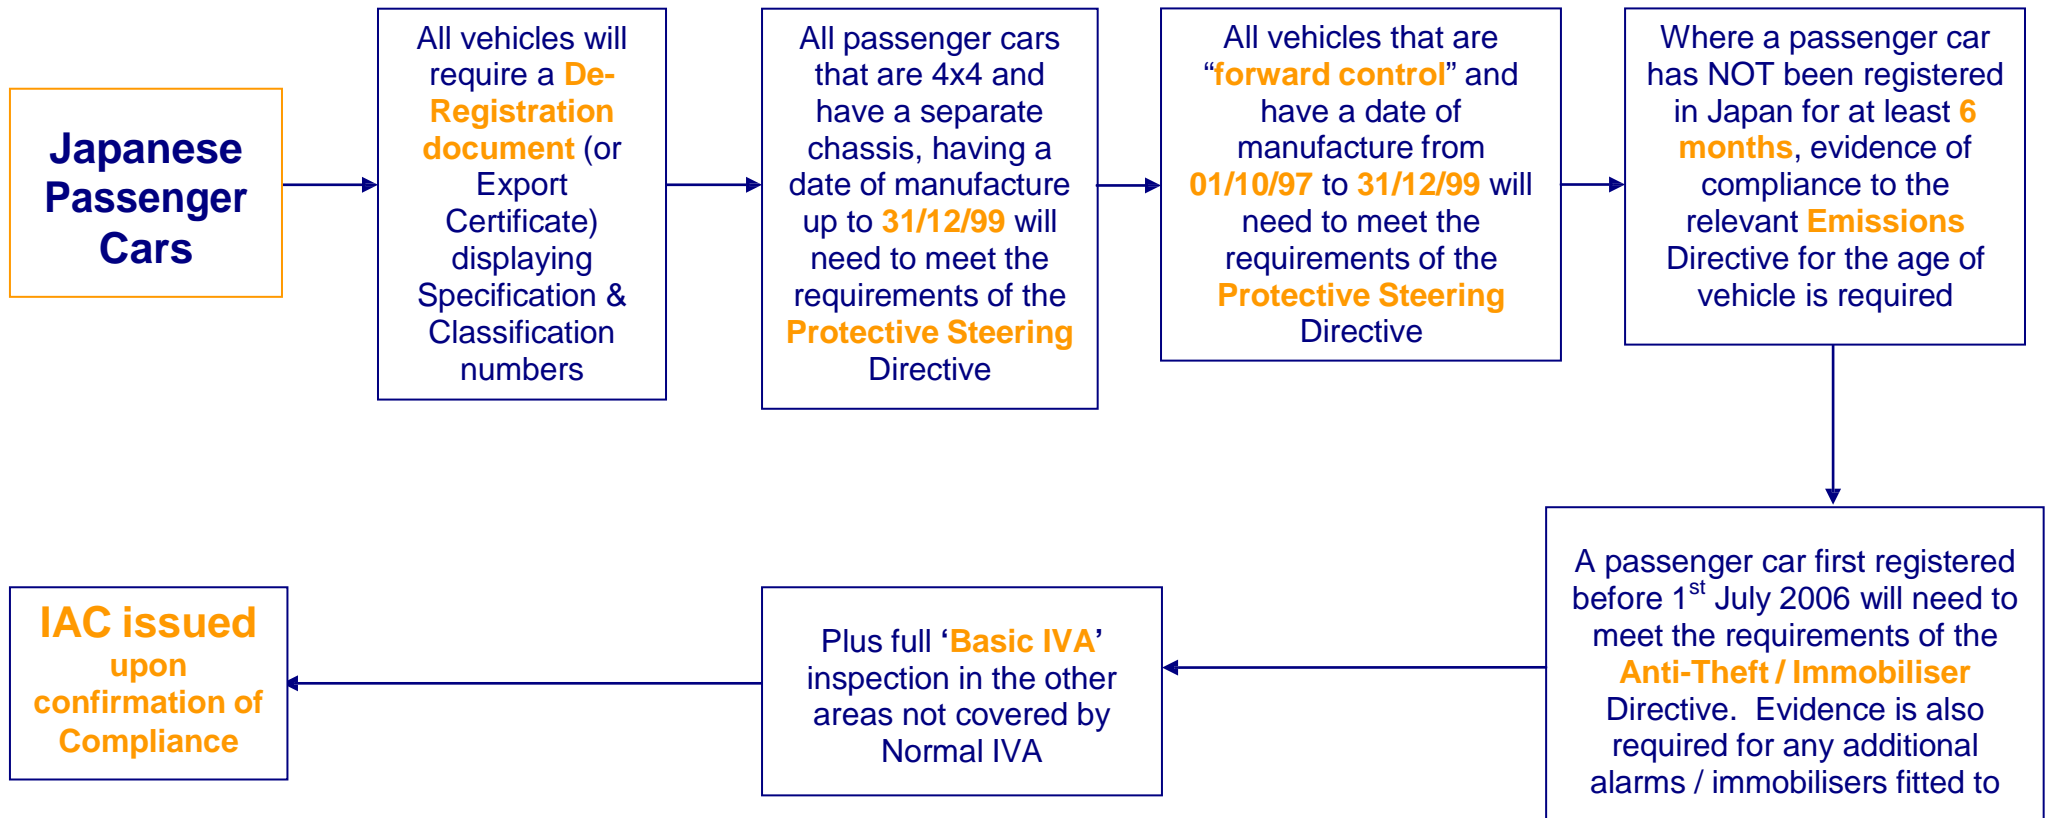 Japanese
Passenger
Cars
All vehicles will
require a De-
Registration
document (or
Export
Certificate)
displaying
Specification &
Classification
numbers
All passenger cars
that are 4x4 and
have a separate
chassis, having a
date of manufacture
up to 31/12/99 will
need to meet the
requirements of the
Protective Steering
Directive
All vehicles that are
“forward control” and
have a date of
manufacture from
01/10/97 to 31/12/99 will
need to meet the
requirements of the
Protective Steering
Directive
Where a passenger car
has NOT been registered
in Japan for at least 6
months, evidence of
compliance to the
relevant Emissions
Directive for the age of
vehicle is required
A passenger car first registered
before 1st July 2006 will need to
meet the requirements of the
Anti-Theft / Immobiliser
Directive. Evidence is also
required for any additional
alarms / immobilisers fitted to
Plus full ‘Basic IVA’
inspection in the other
areas not covered by
Normal IVA
IAC issued
upon
confirmation of
Compliance